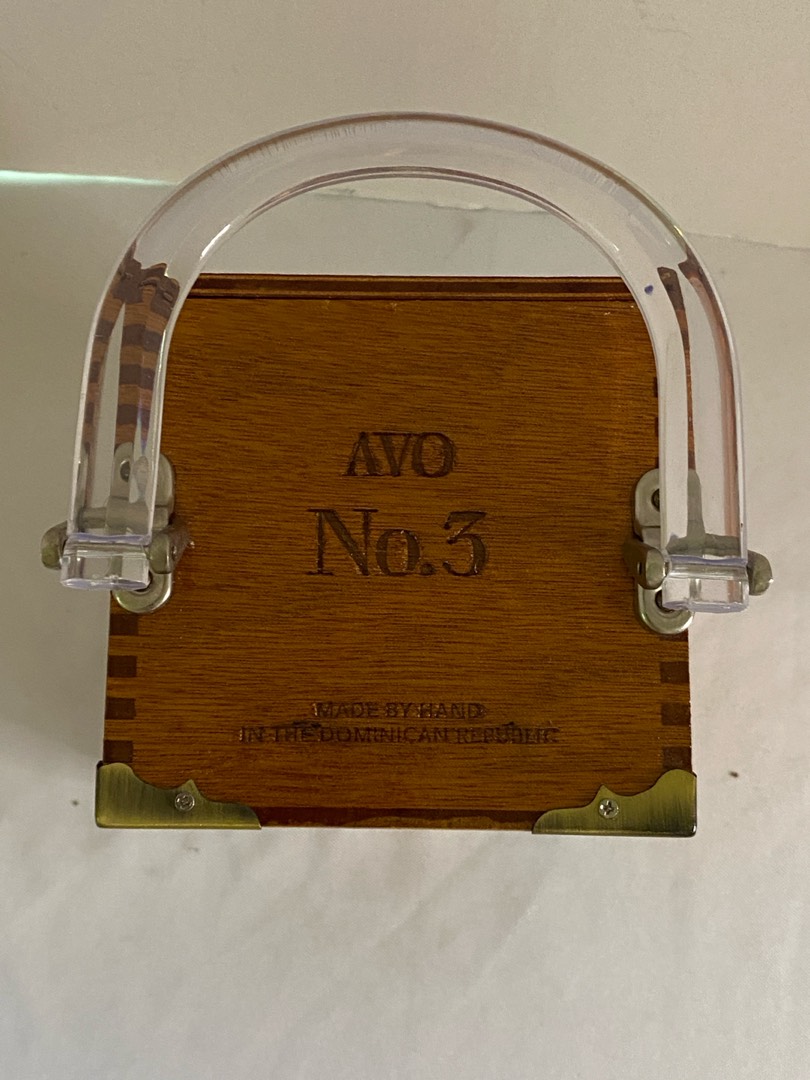 AVO
No.3
MADE BY HAND
IN THE DOMINICAN REPUBLIC